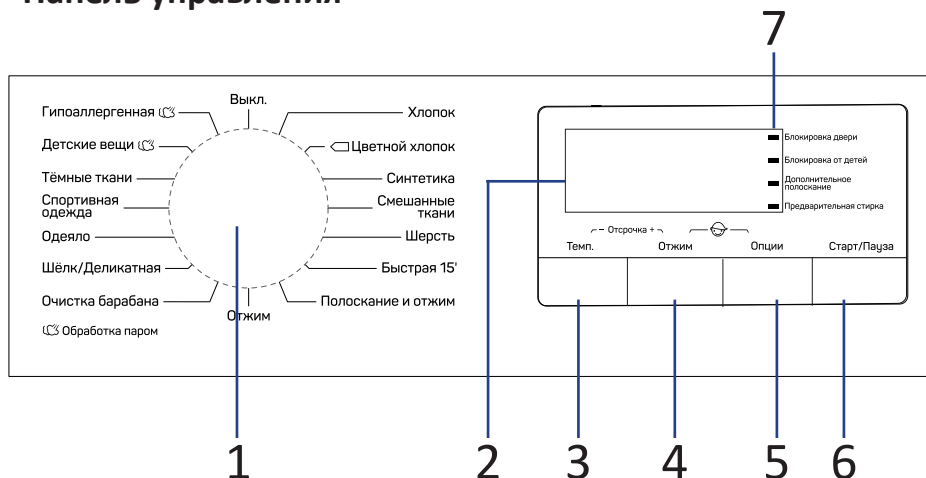 Панель управления
7
Выкл.
Гипоаллергенная
Детские вещи
Тёмные ткани
Спортивная
одежда
Одеяло
Шёлк/Деликатная
Очистка барабана
Обработка паром
Хлопок
Цветной хлопок
Синтетика
Смешанные
ткани
Шерсть
Быстрая 15'
Полоскание и отжим
Отжим
Блокировка двери
Блокировка от детей
Дополнительное
полоскание
Предварительная стирка
− Отсрочка +
Темп.
Отжим
Опции
Старт/Пауза
1
2
3
4
5
6